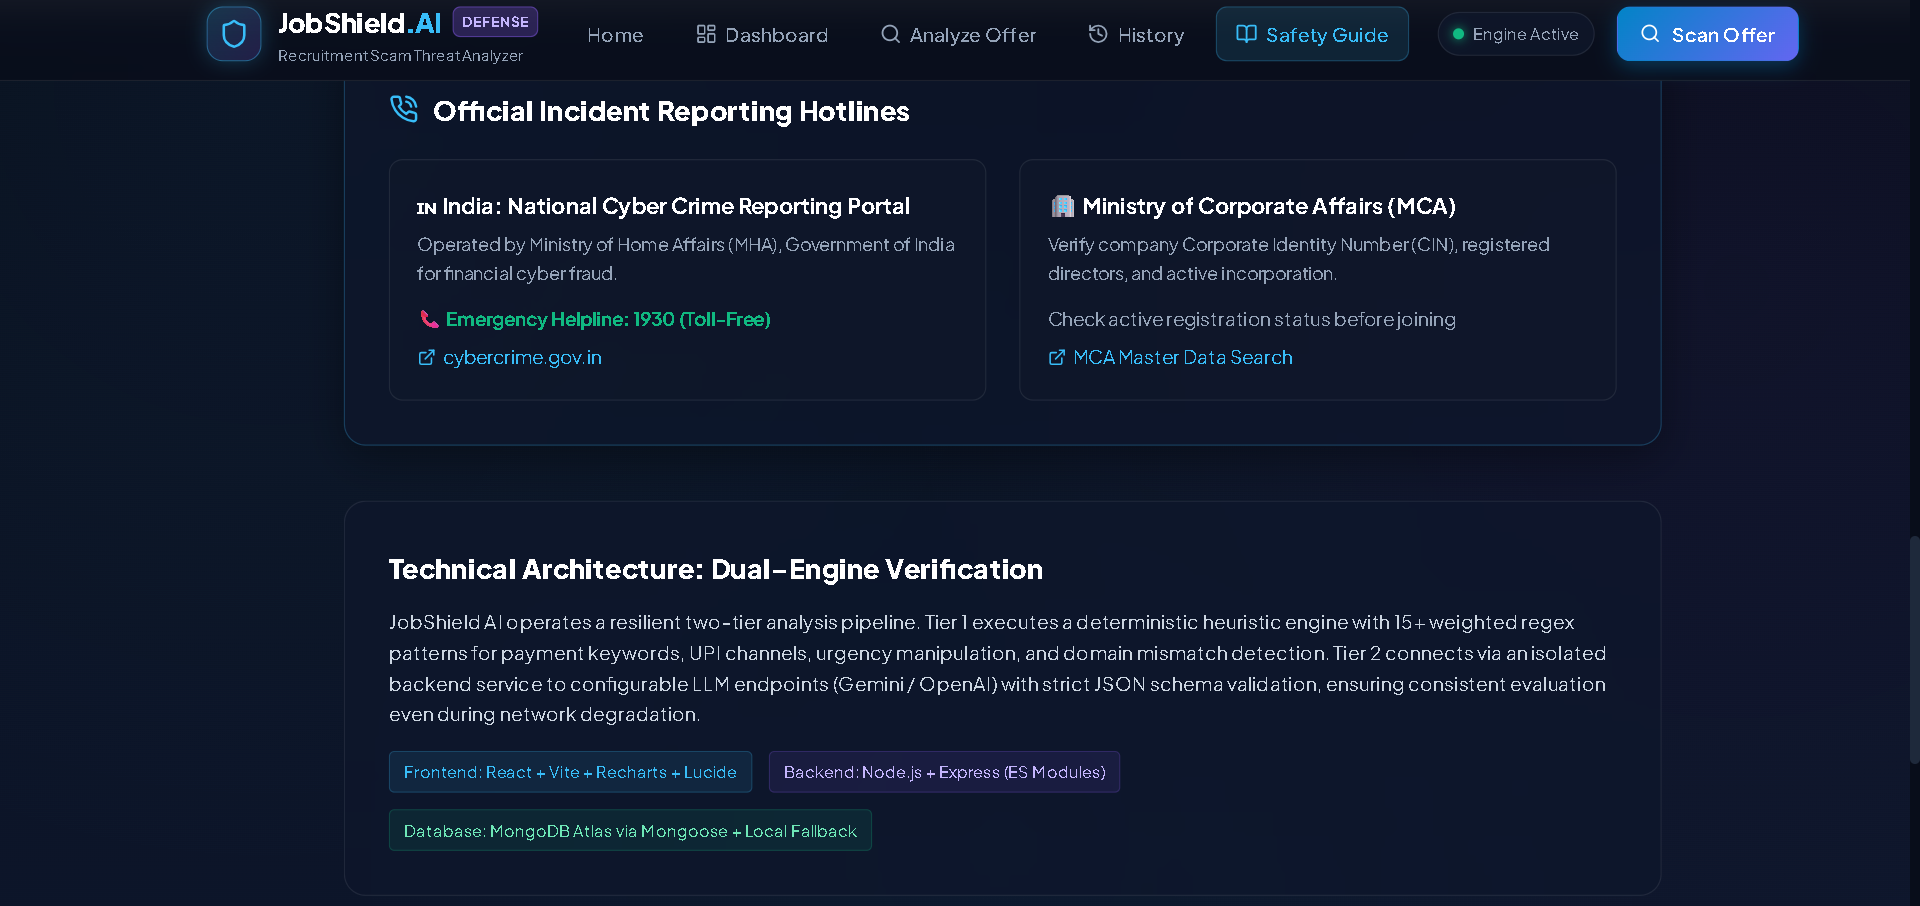 JobShield.AI DEFENSE
Recruitment Scam Threat Analyzer
Home
Dashboard
Analyze Offer
History
Safety Guide
Engine Active
Scan Offer
Official Incident Reporting Hotlines
IN India: National Cyber Crime Reporting Portal
Operated by Ministry of Home Affairs (MHA), Government of India
for financial cyber fraud.
Emergency Helpline: 1930 (Toll-Free)
cybercrime.gov.in
Ministry of Corporate Affairs (MCA)
Verify company Corporate Identity Number (CIN), registered
directors, and active incorporation.
Check active registration status before joining
MCA Master Data Search
Technical Architecture: Dual-Engine Verification
JobShield AI operates a resilient two-tier analysis pipeline. Tier 1 executes a deterministic heuristic engine with 15+ weighted regex
patterns for payment keywords, UPI channels, urgency manipulation, and domain mismatch detection. Tier 2 connects via an isolated
backend service to configurable LLM endpoints (Gemini / OpenAI) with strict JSON schema validation, ensuring consistent evaluation
even during network degradation.
Frontend: React + Vite + Recharts + Lucide
Backend: Node.js + Express (ES Modules)
Database: MongoDB Atlas via Mongoose + Local Fallback